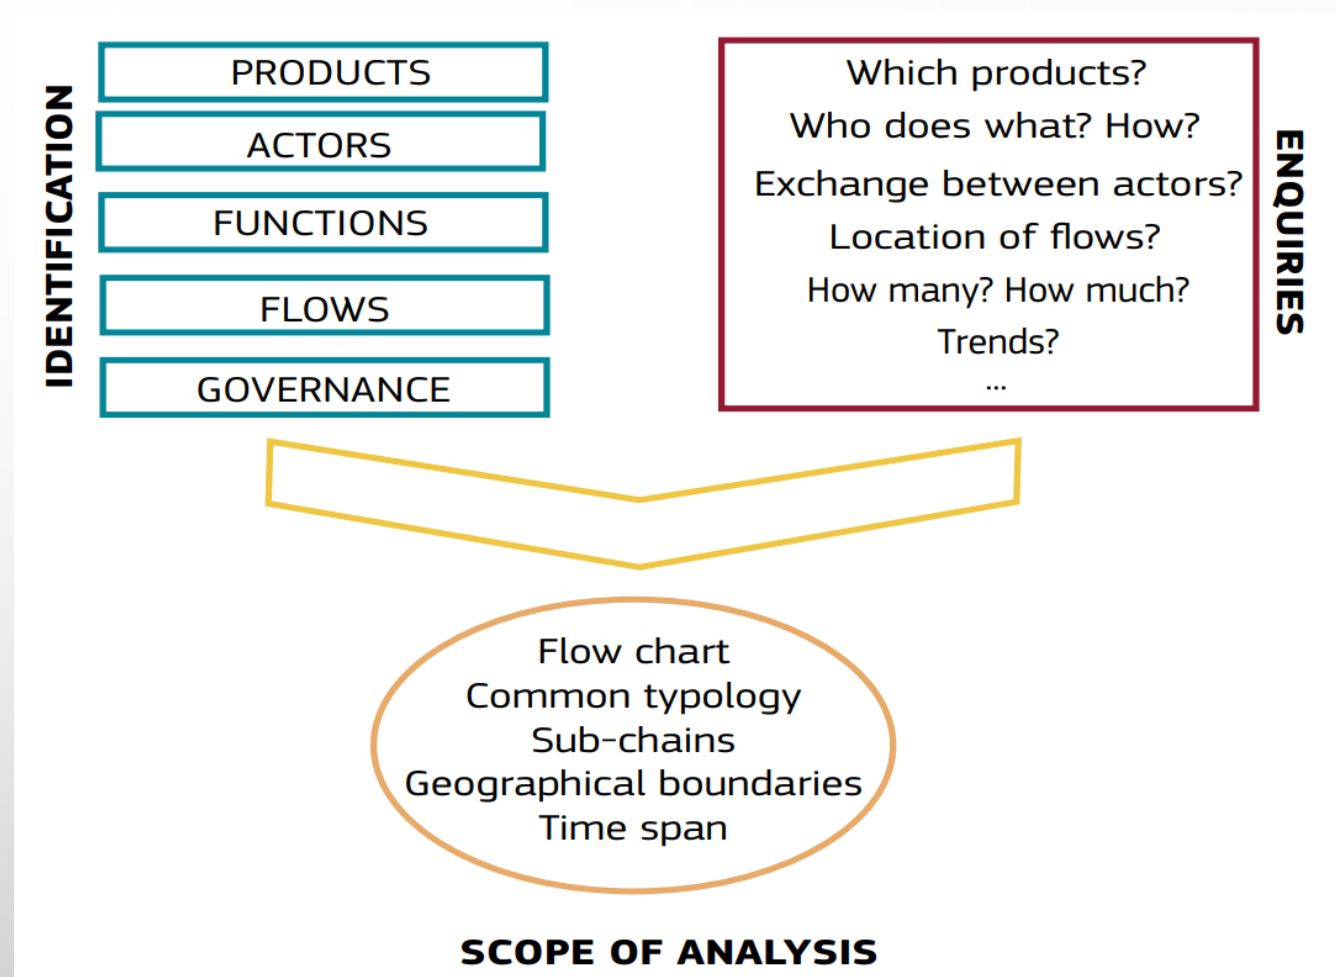 IDENTIFICATION
PRODUCTS
ACTORS
FUNCTIONS
FLOWS
GOVERNANCE
Which products?
Who does what? How?
Exchange between actors?
Location of flows?
How many? How much?
Trends?
...
ENQUIRIES
Flow chart
Common typology
Sub-chains
Geographical boundaries
Time span
SCOPE OF ANALYSIS